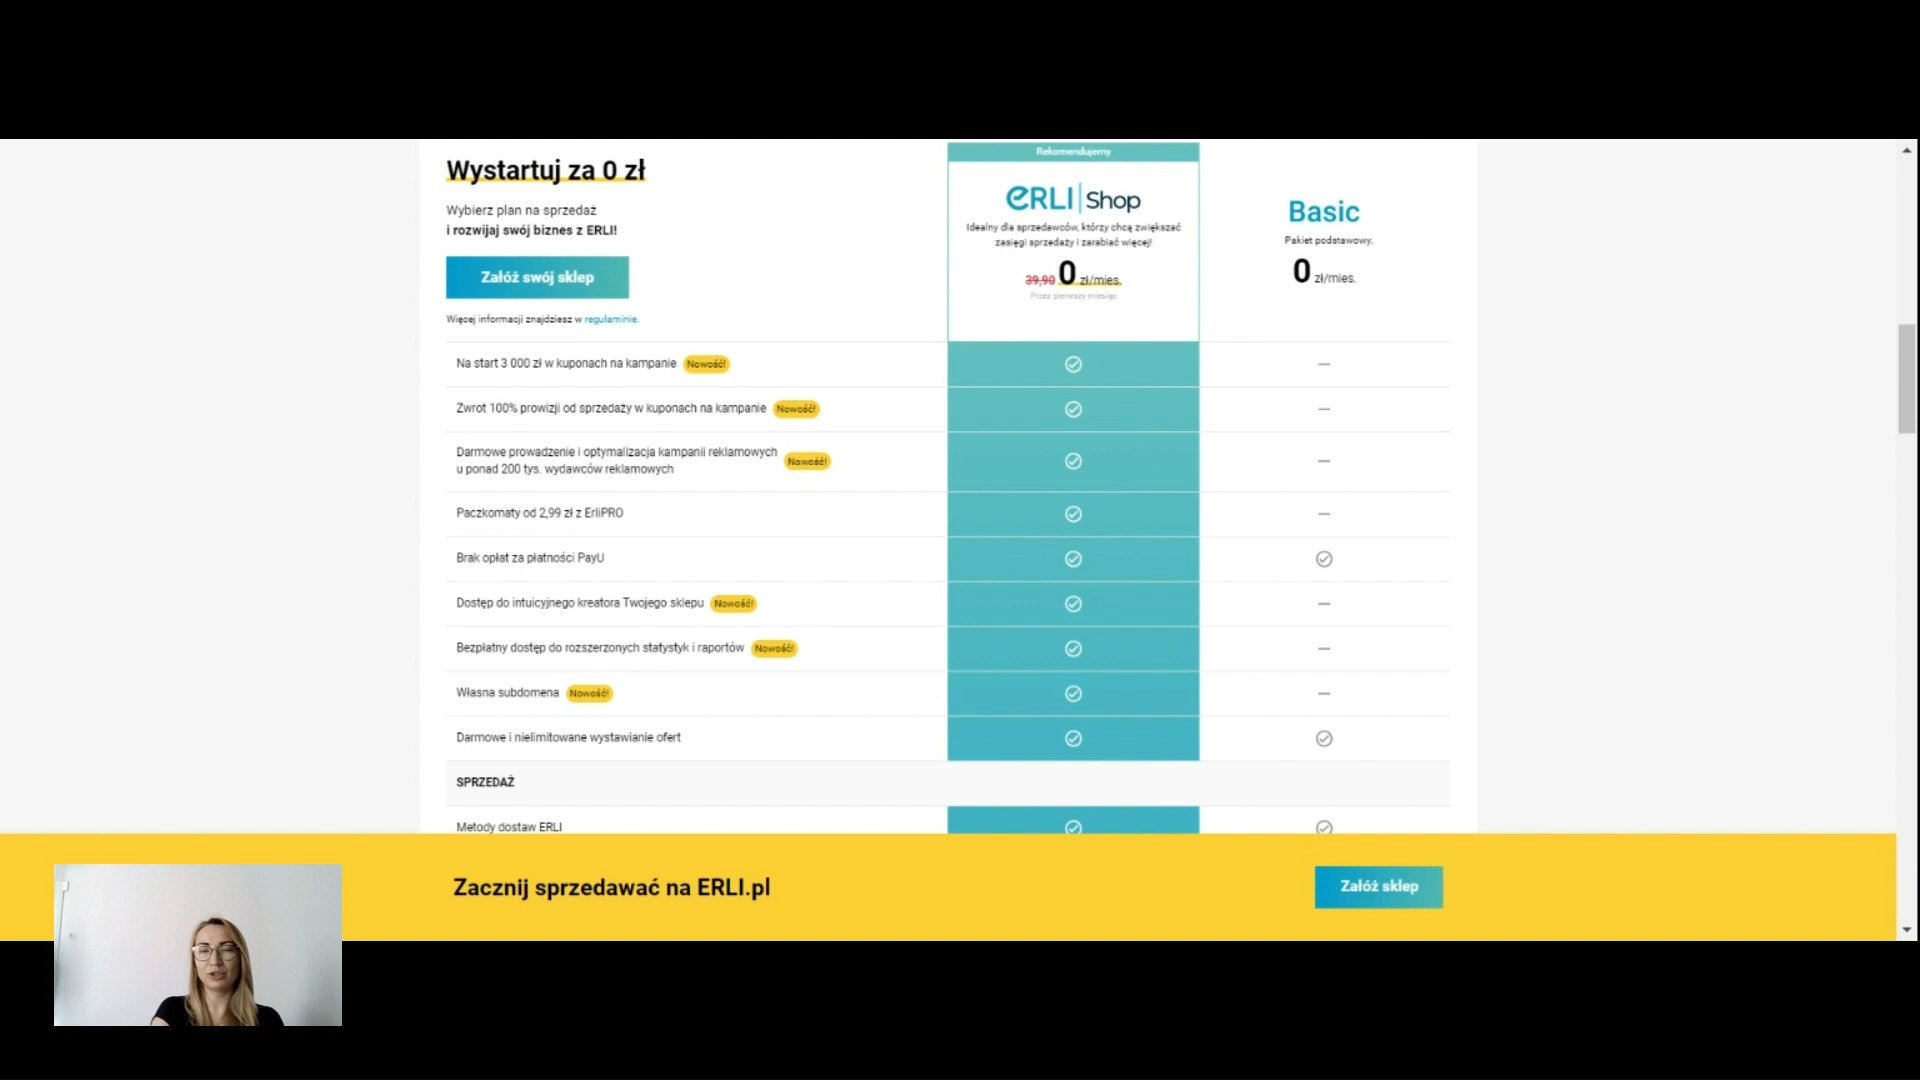 Wystartuj za 0 zł
Wybierz plan na sprzedaż
i rozwijaj swój biznes z ERLI!
Załóż swój sklep
Więcej informacji znajdziesz w regulaminie.
Rekomendujemy
ERLI Shop
Idealny dla sprzedawców, którzy chcą zwiększać
zasięgi sprzedaży i zarabiać więcej!
39,90 0 zł/mies.
Przez pierwszy miesiąc
Basic
Pakiet podstawowy.
0 zł/mies.
Na start 3 000 zł w kuponach na kampanie Nowość!
Zwrot 100% prowizji od sprzedaży w kuponach na kampanie Nowość!
Darmowe prowadzenie i optymalizacja kampanii reklamowych
u ponad 200 tys. wydawców reklamowych Nowość!
Paczkomaty od 2,99 zł z ErliPRO
Brak opłat za płatności PayU
Dostęp do intuicyjnego kreatora Twojego sklepu Nowość!
Bezpłatny dostęp do rozszerzonych statystyk i raportów Nowość!
Własna subdomena Nowość!
Darmowe i nielimitowane wystawianie ofert
SPRZEDAŻ
Metody dostaw ERLI
Zacznij sprzedawać na ERLI.pl
Załóż sklep